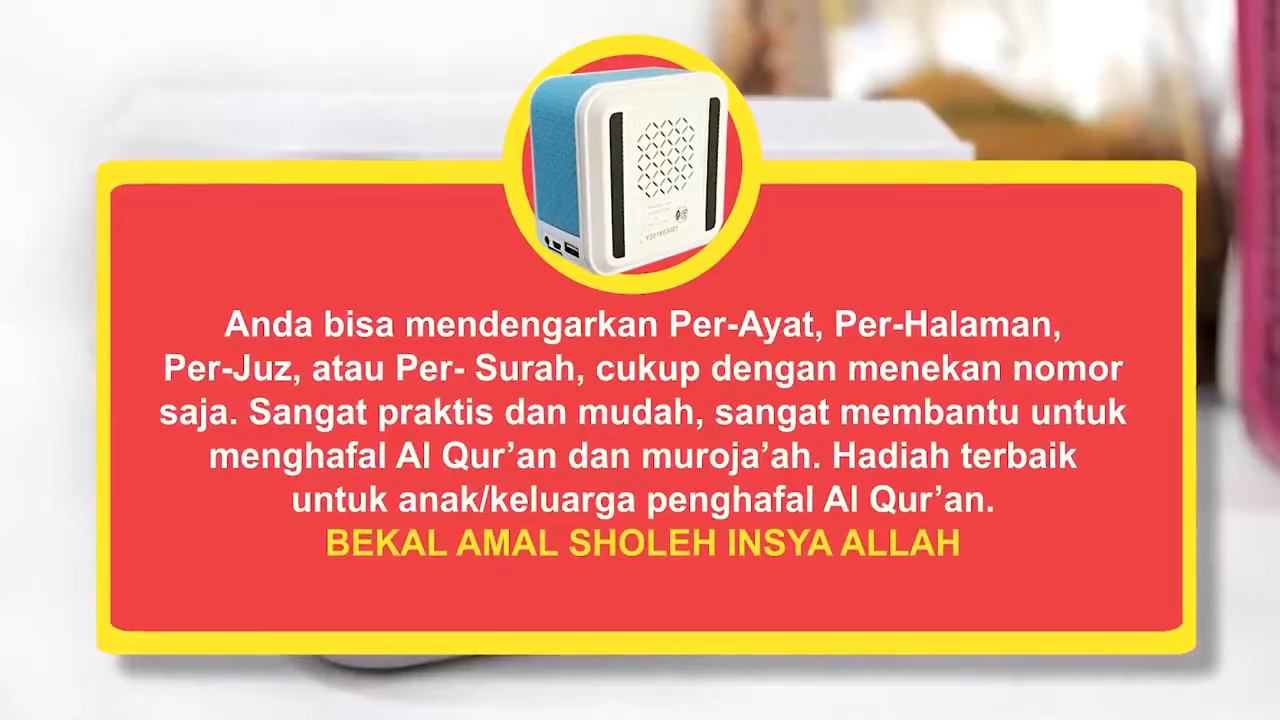 Anda bisa mendengarkan Per-Ayat, Per-Halaman,
Per-Juz, atau Per- Surah, cukup dengan menekan nomor
saja. Sangat praktis dan mudah, sangat membantu untuk
menghafal Al Qur’an dan muroja’ah. Hadiah terbaik
untuk anak/keluarga penghafal Al Qur’an.
BEKAL AMAL SHOLEH INSYA ALLAH